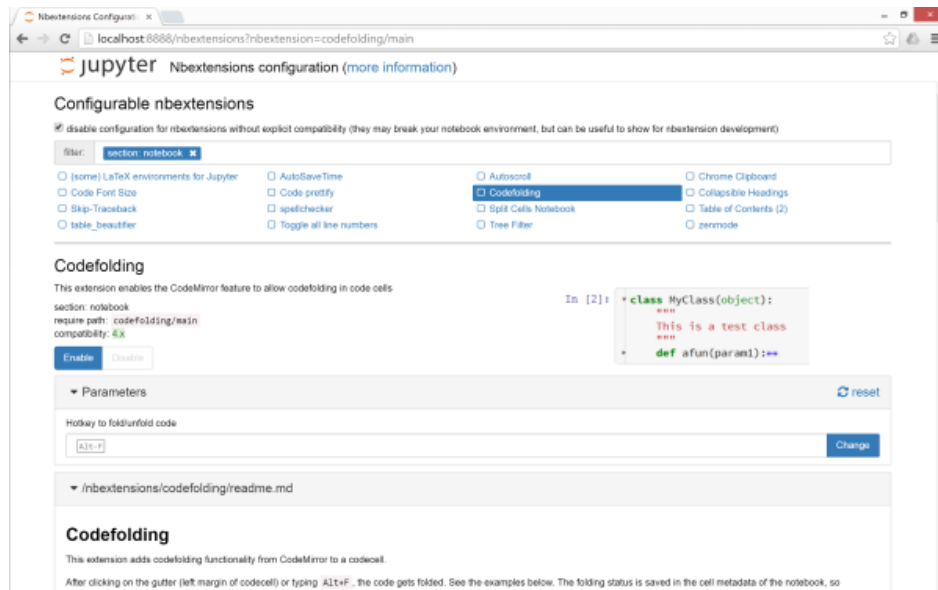 Nbextensions Configurati
localhost:8888/nbextensions?nbextension=codefolding/main
jupyter Nbextensions configuration (more information)
Configurable nbextensions
disable configuration for nbextensions without explicit compatibility (they may break your notebook environment, but can be useful to show for nbextension development)
filter: section: notebook
(some) LaTeX environments for Jupyter AutoSaveTime Autoscroll Chrome Clipboard
Code Font Size Code prettify Codefolding Collapsible Headings
Skip-Traceback spellchecker Split Cells Notebook Table of Contents (2)
table_beautifier Toggle all line numbers Tree Filter zenmode
Codefolding
This extension enables the CodeMirror feature to allow codefolding in code cells
section: notebook
require path: codefolding/main
compatibility: 4.x
Enable Disable
In [2]: class MyClass(object):
"""
This is a test class
"""
def afun(param1):↔
Parameters reset
Hotkey to fold/unfold code
Alt-F Change
/nbextensions/codefolding/readme.md
Codefolding
This extension adds codefolding functionality from CodeMirror to a codecell.
After clicking on the gutter (left margin of codecell) or typing Alt+F , the code gets folded. See the examples below. The folding status is saved in the cell metadata of the notebook, so